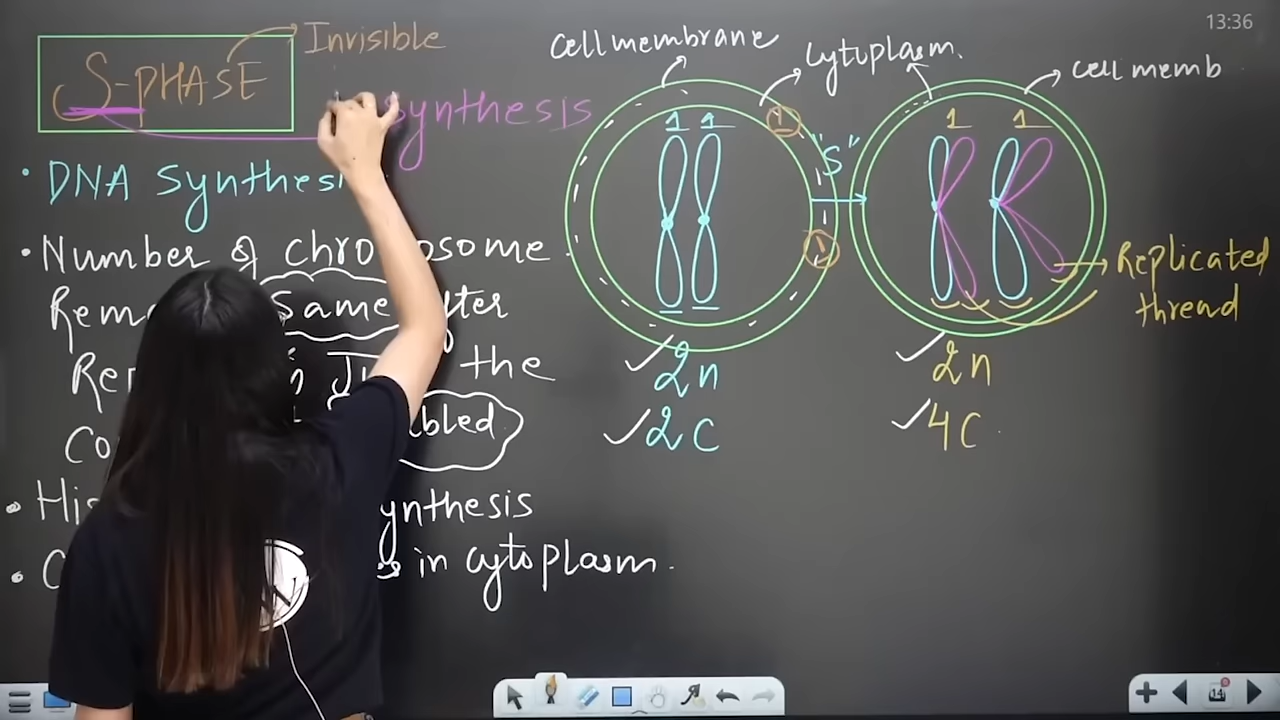 13:36
S-PHASE
Invisible
synthesis
• DNA synthesi
• Number of chro osome
Rem Same fter
Re the
Co bled
• His ynthesis
• C s in cytoplasm.
cell membrane
cytoplasm.
cell memb
1 1
1
1
"S"
1 1
Replicated
thread
2n
2C
2n
4C
14